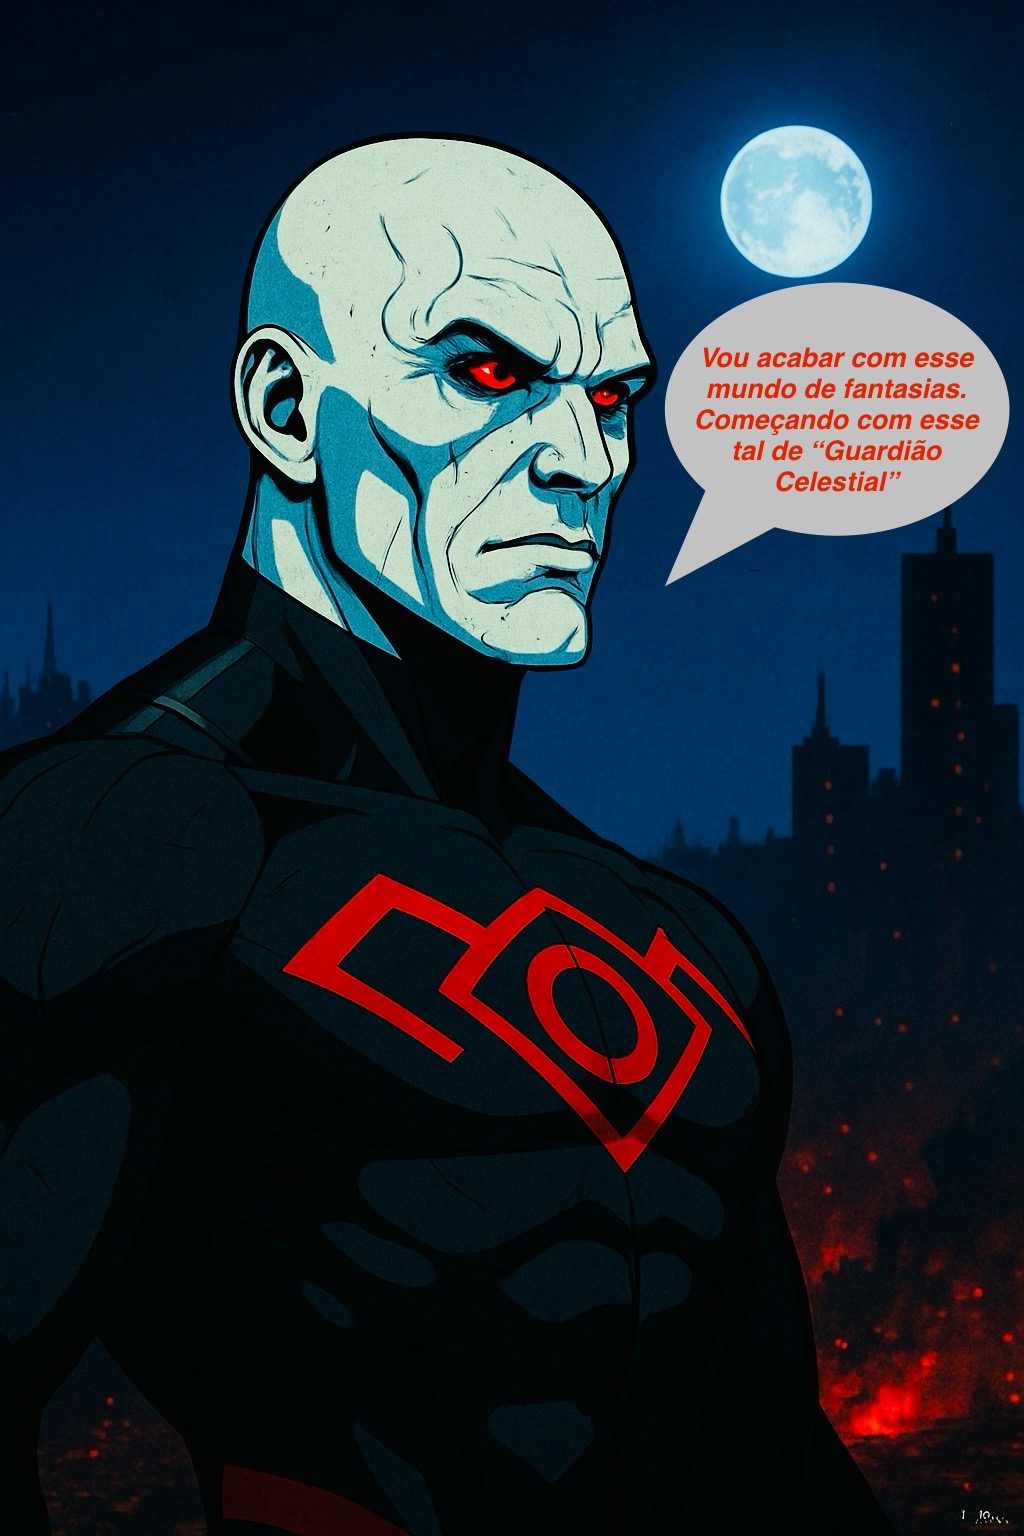 Vou acabar com esse
mundo de fantasias.
Começando com esse
tal de “Guardião
Celestial”